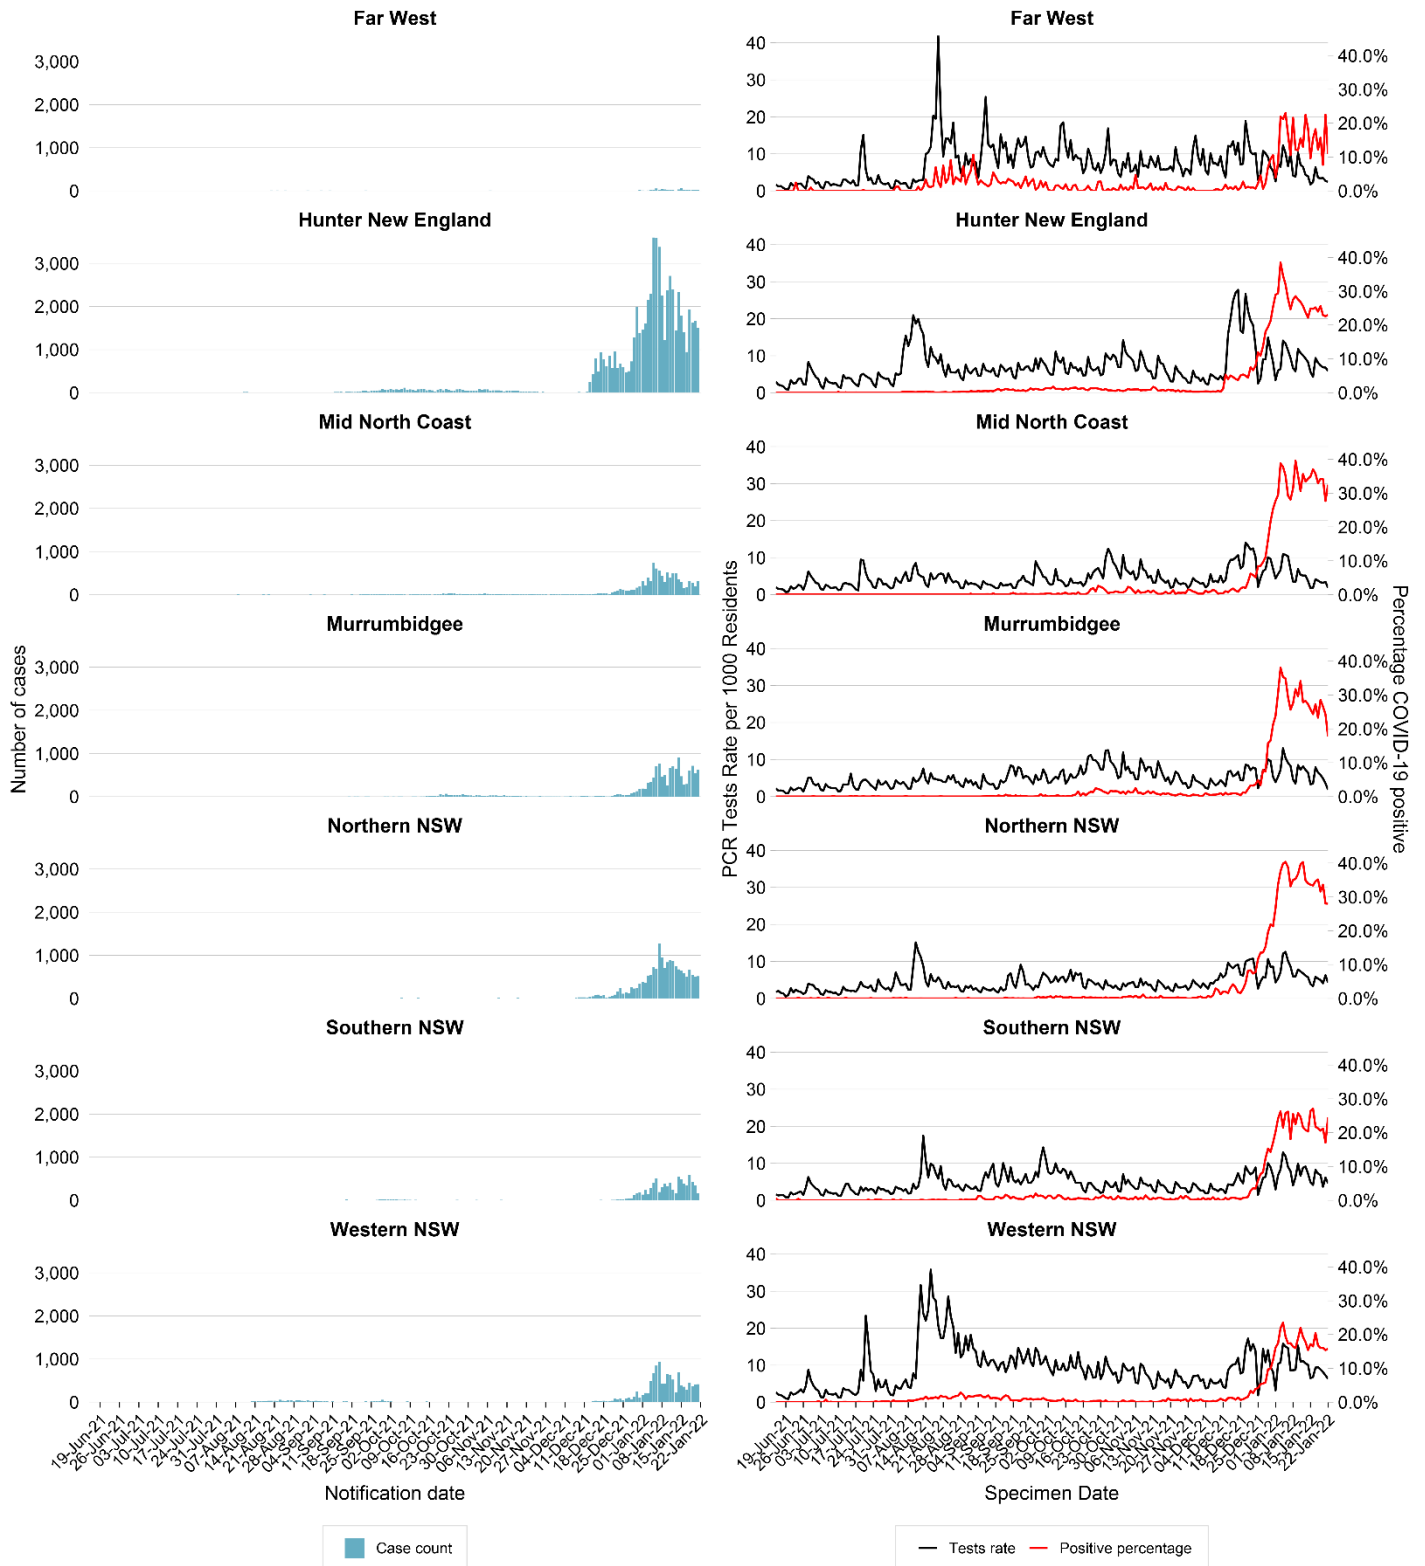 Far West
3,000
2,000
1,000
0
Hunter New England
3,000
2,000
1,000
0
Mid North Coast
3,000
2,000
1,000
0
Murrumbidgee
3,000
2,000
1,000
0
Northern NSW
3,000
2,000
1,000
0
Southern NSW
3,000
2,000
1,000
0
Western NSW
3,000
2,000
1,000
0
Number of cases
19-Jun-21
26-Jun-21
03-Jul-21
10-Jul-21
17-Jul-21
24-Jul-21
31-Jul-21
07-Aug-21
14-Aug-21
21-Aug-21
28-Aug-21
04-Sep-21
11-Sep-21
18-Sep-21
25-Sep-21
02-Oct-21
09-Oct-21
16-Oct-21
23-Oct-21
30-Oct-21
06-Nov-21
13-Nov-21
20-Nov-21
27-Nov-21
04-Dec-21
11-Dec-21
18-Dec-21
25-Dec-21
01-Jan-22
08-Jan-22
15-Jan-22
22-Jan-22
Notification date
Case count
Far West
40
30
20
10
0
40.0%
30.0%
20.0%
10.0%
0.0%
Hunter New England
40
30
20
10
0
40.0%
30.0%
20.0%
10.0%
0.0%
Mid North Coast
40
30
20
10
0
40.0%
30.0%
20.0%
10.0%
0.0%
Murrumbidgee
40
30
20
10
0
40.0%
30.0%
20.0%
10.0%
0.0%
Northern NSW
40
30
20
10
0
40.0%
30.0%
20.0%
10.0%
0.0%
Southern NSW
40
30
20
10
0
40.0%
30.0%
20.0%
10.0%
0.0%
Western NSW
40
30
20
10
0
40.0%
30.0%
20.0%
10.0%
0.0%
PCR Tests Rate per 1000 Residents
Percentage COVID-19 positive
19-Jun-21
26-Jun-21
03-Jul-21
10-Jul-21
17-Jul-21
24-Jul-21
31-Jul-21
07-Aug-21
14-Aug-21
21-Aug-21
28-Aug-21
04-Sep-21
11-Sep-21
18-Sep-21
25-Sep-21
02-Oct-21
09-Oct-21
16-Oct-21
23-Oct-21
30-Oct-21
06-Nov-21
13-Nov-21
20-Nov-21
27-Nov-21
04-Dec-21
11-Dec-21
18-Dec-21
25-Dec-21
01-Jan-22
08-Jan-22
15-Jan-22
22-Jan-22
Specimen Date
Tests rate
Positive percentage